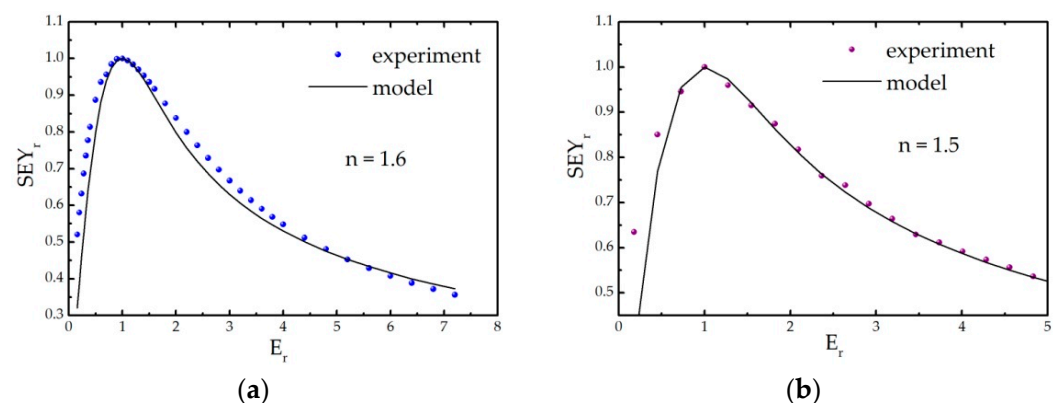 1.1
1.0
0.9
0.8
0.7
0.6
0.5
0.4
0.3
SEYr
experiment
model
n = 1.6
0 1 2 3 4 5 6 7 8
Er
(a)
1.1
1.0
0.9
0.8
0.7
0.6
0.5
SEYr
experiment
model
n = 1.5
0 1 2 3 4 5
Er
(b)